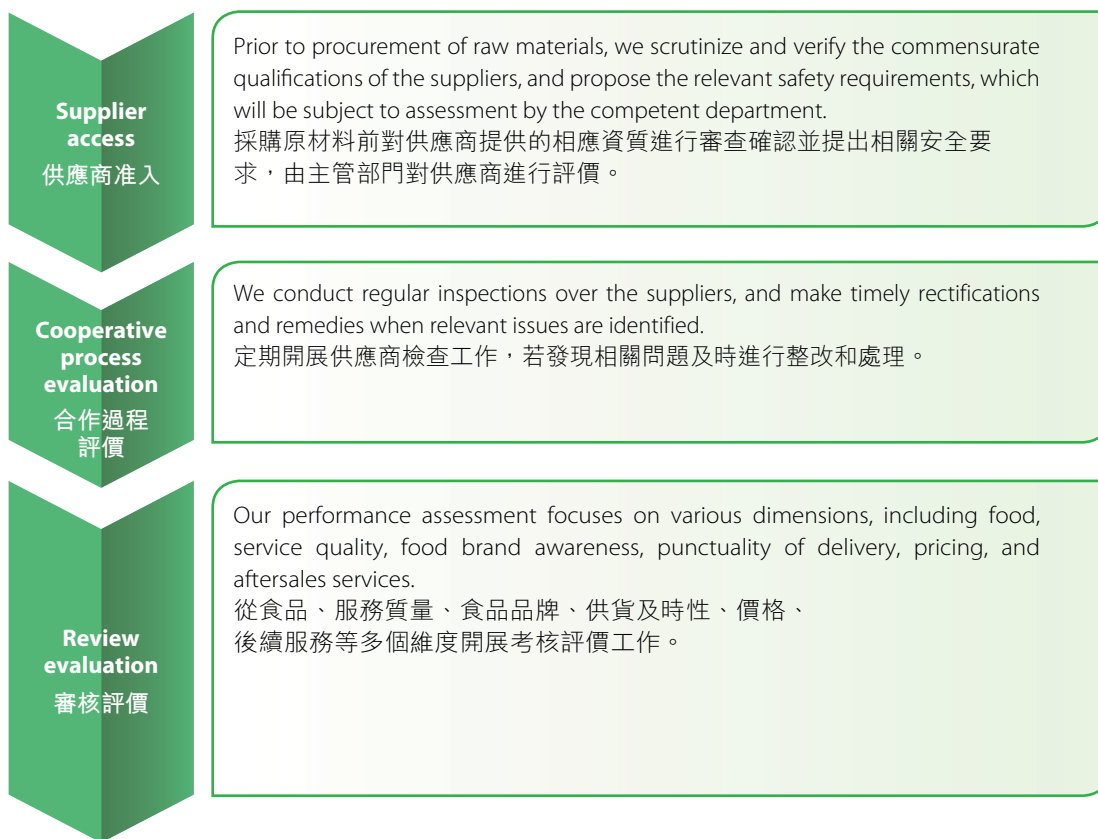 Supplier
access
供應商准入
Prior to procurement of raw materials, we scrutinize and verify the commensurate
qualifications of the suppliers, and propose the relevant safety requirements, which
will be subject to assessment by the competent department.
採購原材料前對供應商提供的相應資質進行審查確認並提出相關安全要
求，由主管部門對供應商進行評價。
Cooperative
process
evaluation
合作過程
評價
We conduct regular inspections over the suppliers, and make timely rectifications
and remedies when relevant issues are identified.
定期開展供應商檢查工作，若發現相關問題及時進行整改和處理。
Review
evaluation
審核評價
Our performance assessment focuses on various dimensions, including food,
service quality, food brand awareness, punctuality of delivery, pricing, and
aftersales services.
從食品、服務質量、食品品牌、供貨及時性、價格、
後續服務等多個維度開展考核評價工作。